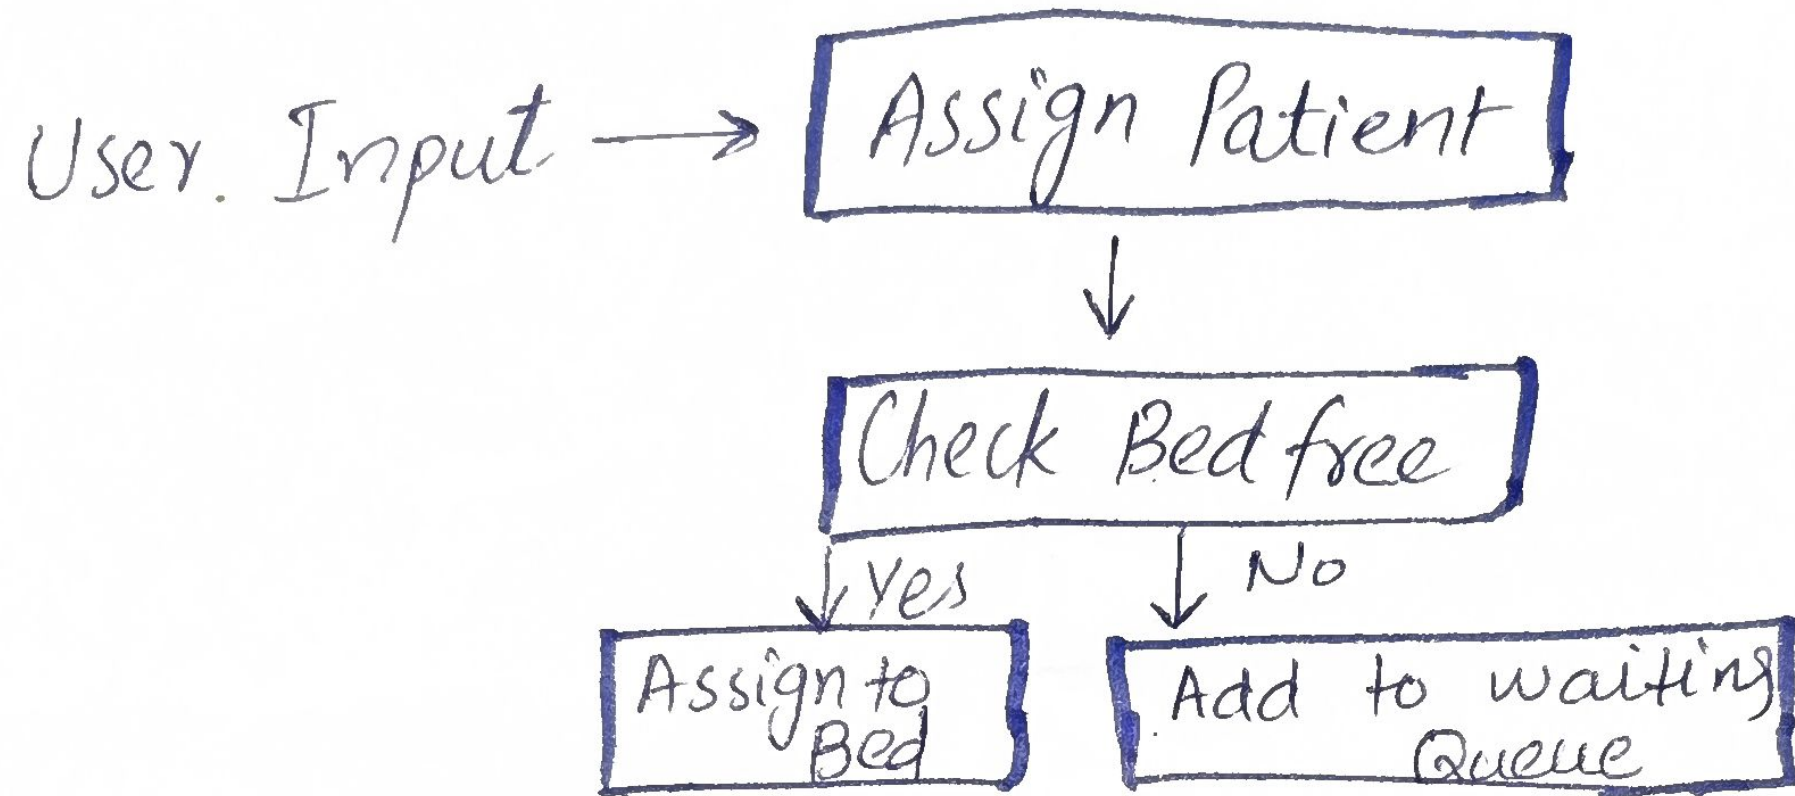 User. Input
Assign Patient
Check Bed free
Yes
No
Assign to
Bed
Add to waiting
Queue